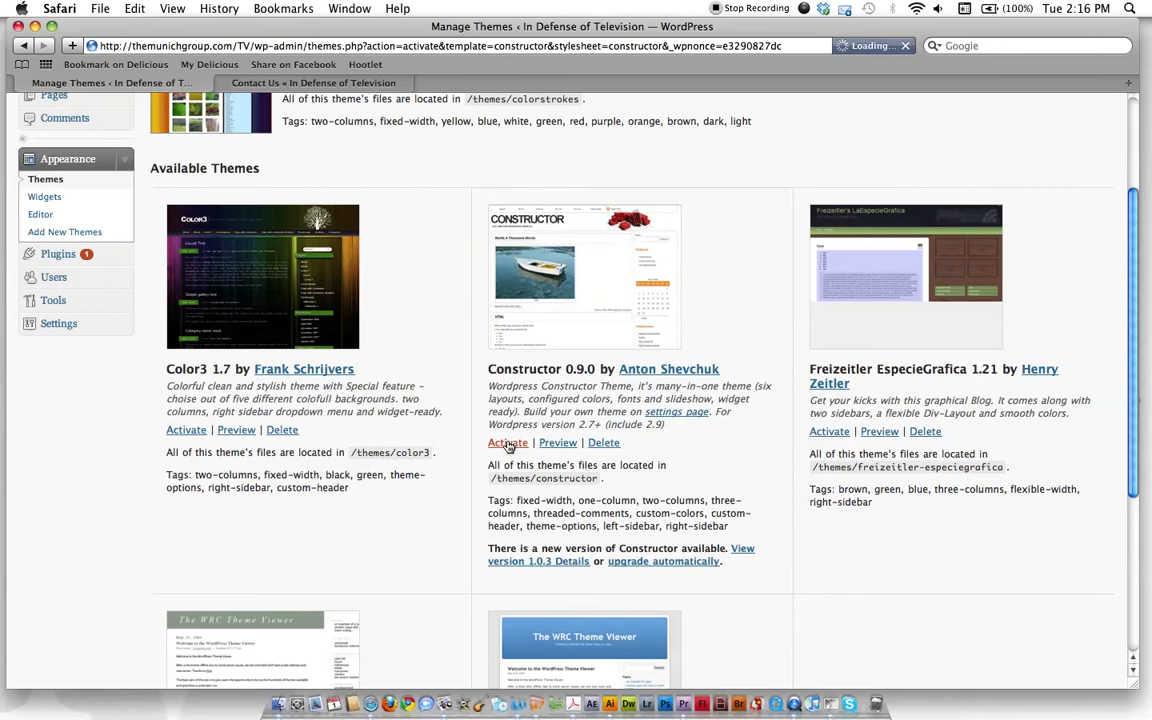 Safari File Edit View History Bookmarks Window Help Stop Recording (100%) Tue 2:16 PM
Manage Themes ‹ In Defense of Television — WordPress
http://themunichgroup.com/TV/wp-admin/themes.php?action=activate&template=constructor&stylesheet=constructor&_wpnonce=e3290827dc Loading... Google
Bookmark on Delicious My Delicious Share on Facebook Hootlet
Manage Themes ‹ In Defense of T... Contact Us « In Defense of Television
Pages
Comments
Appearance
Themes
Widgets
Editor
Add New Themes
Plugins 1
Users
Tools
Settings
All of this theme's files are located in /themes/colorstrokes.
Tags: two-columns, fixed-width, yellow, blue, white, green, red, purple, orange, brown, dark, light
Available Themes
COLOR3
Color3 1.7 by Frank Schrijvers
Colorful clean and stylish theme with Special feature -
choise out of five different colofull backgrounds. two
columns, right sidebar dropdown menu and widget-ready.
Activate | Preview | Delete
All of this theme's files are located in /themes/color3.
Tags: two-columns, fixed-width, black, green, theme-
options, right-sidebar, custom-header
CONSTRUCTOR
Constructor 0.9.0 by Anton Shevchuk
Wordpress Constructor Theme, it's many-in-one theme (six
layouts, configured colors, fonts and slideshow, widget
ready). Build your own theme on settings page. For
WordPress version 2.7+ (include 2.9)
Activate | Preview | Delete
All of this theme's files are located in
/themes/constructor.
Tags: fixed-width, one-column, two-columns, three-
columns, threaded-comments, custom-colors, custom-
header, theme-options, left-sidebar, right-sidebar
There is a new version of Constructor available. View
version 1.0.3 Details or upgrade automatically.
Freizeitler's LaEspecieGrafica
Freizeitler EspecieGrafica 1.21 by Henry
Zeitler
Get your kicks with this graphical Blog. It comes along with
two sidebars, a flexible Div-Layout and smooth colors.
Activate | Preview | Delete
All of this theme's files are located in
/themes/freizeitler-especiegrafica.
Tags: brown, green, blue, three-columns, flexible-width,
right-sidebar
The WRC Theme Viewer
The WRC Theme Viewer
Welcome to the WordPress Theme Viewer
AE Ai Dw Lr Ps Pr Fl Br